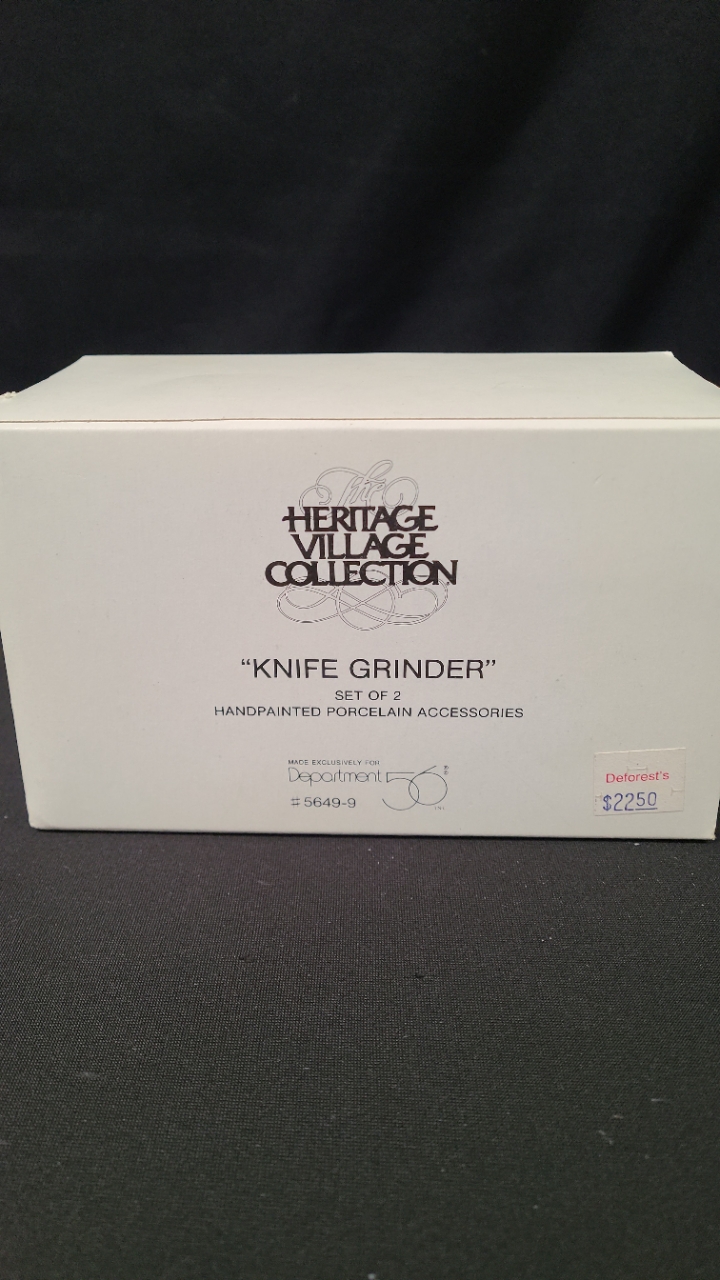 The
HERITAGE
VILLAGE
COLLECTION
“KNIFE GRINDER”
SET OF 2
HANDPAINTED PORCELAIN ACCESSORIES
MADE EXCLUSIVELY FOR
Department 56®
INC.
#5649-9
Deforest's
$2250